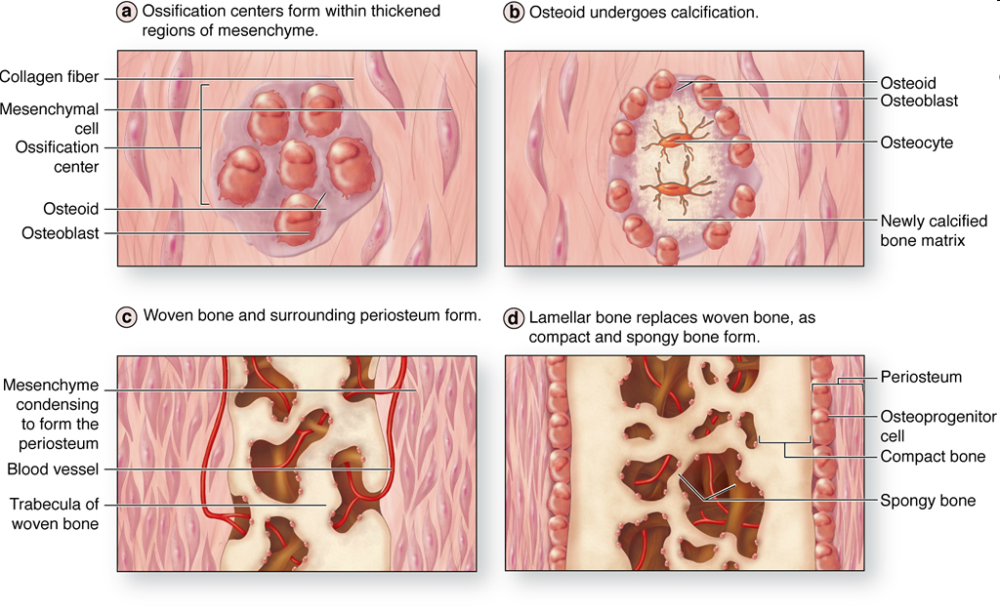 a Ossification centers form within thickened
regions of mesenchyme.
Collagen fiber
Mesenchymal
cell
Ossification
center
Osteoid
Osteoblast
b Osteoid undergoes calcification.
Osteoid
Osteoblast
Osteocyte
Newly calcified
bone matrix
c Woven bone and surrounding periosteum form.
Mesenchyme
condensing
to form the
periosteum
Blood vessel
Trabecula of
woven bone
d Lamellar bone replaces woven bone, as
compact and spongy bone form.
Periosteum
Osteoprogenitor
cell
Compact bone
Spongy bone